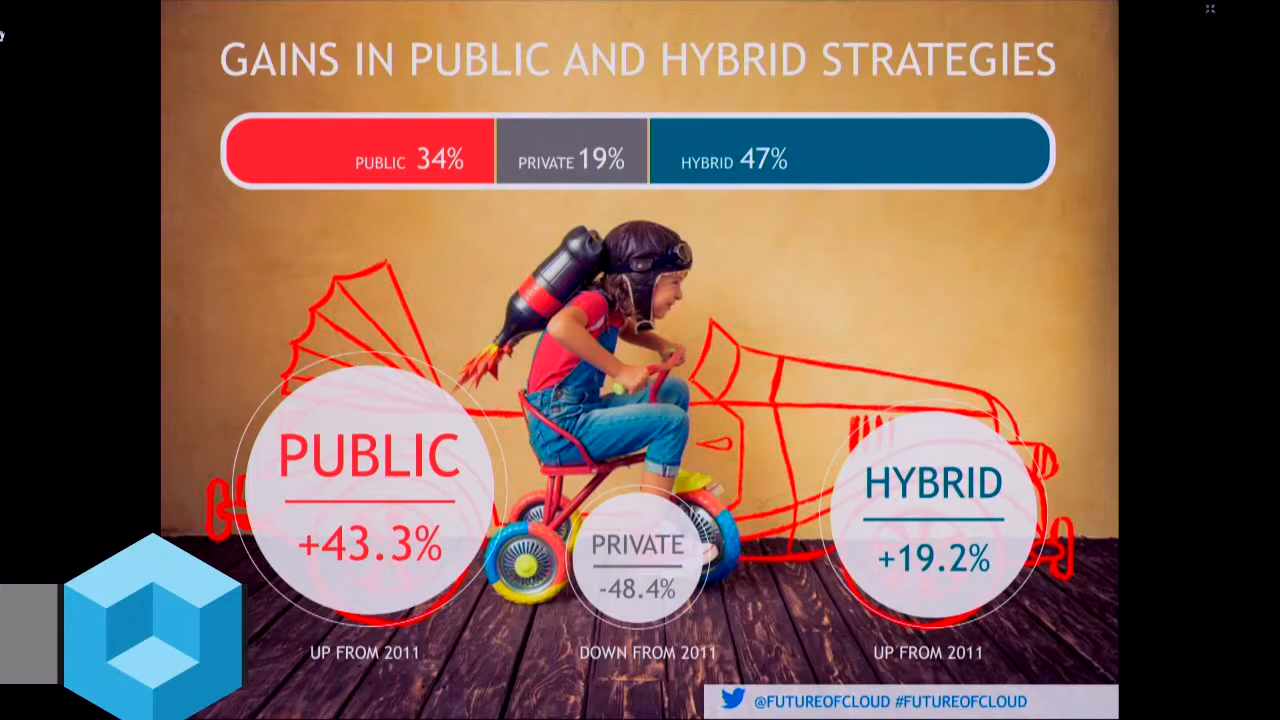 GAINS IN PUBLIC AND HYBRID STRATEGIES
PUBLIC 34% PRIVATE 19% HYBRID 47%
PUBLIC
+43.3%
UP FROM 2011
PRIVATE
-48.4%
DOWN FROM 2011
HYBRID
+19.2%
UP FROM 2011
@FUTUREOFCLOUD #FUTUREOFCLOUD